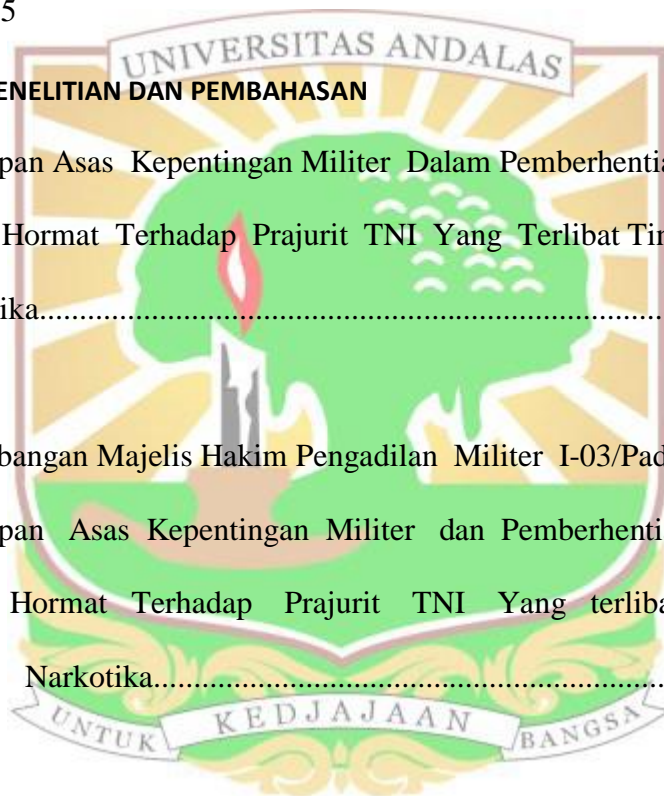 5
UNIVERSITAS ANDALAS
ENELITIAN DAN PEMBAHASAN
pan Asas Kepentingan Militer Dalam Pemberhentia
Hormat Terhadap Prajurit TNI Yang Terlibat Tin
ika......................................................................
bangan Majelis Hakim Pengadilan Militer I-03/Pad
pan Asas Kepentingan Militer dan Pemberhenti
Hormat Terhadap Prajurit TNI Yang terliba
Narkotika..........................................................
UNTUK KEDJAJAAN BANGSA